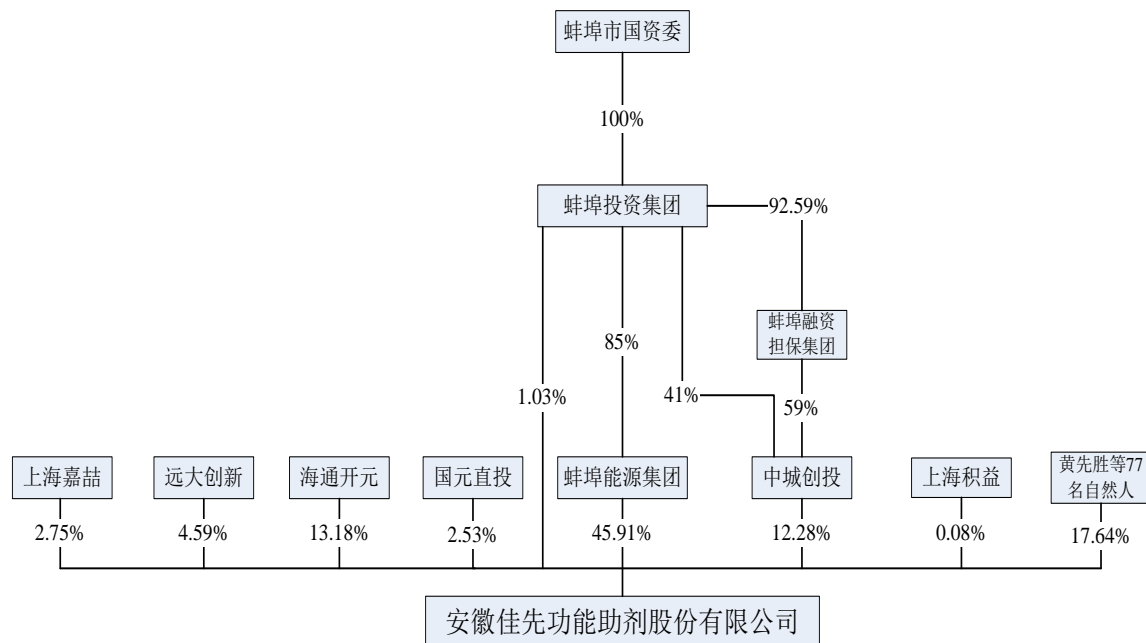 蚌埠市国资委
100%
蚌埠投资集团
92.59%
蚌埠融资
担保集团
85%
1.03%
41%
59%
上海嘉喆
远大创新
海通开元
国元直投
蚌埠能源集团
中城创投
上海积益
黄先胜等77
名自然人
2.75%
4.59%
13.18%
2.53%
45.91%
12.28%
0.08%
17.64%
安徽佳先功能助剂股份有限公司